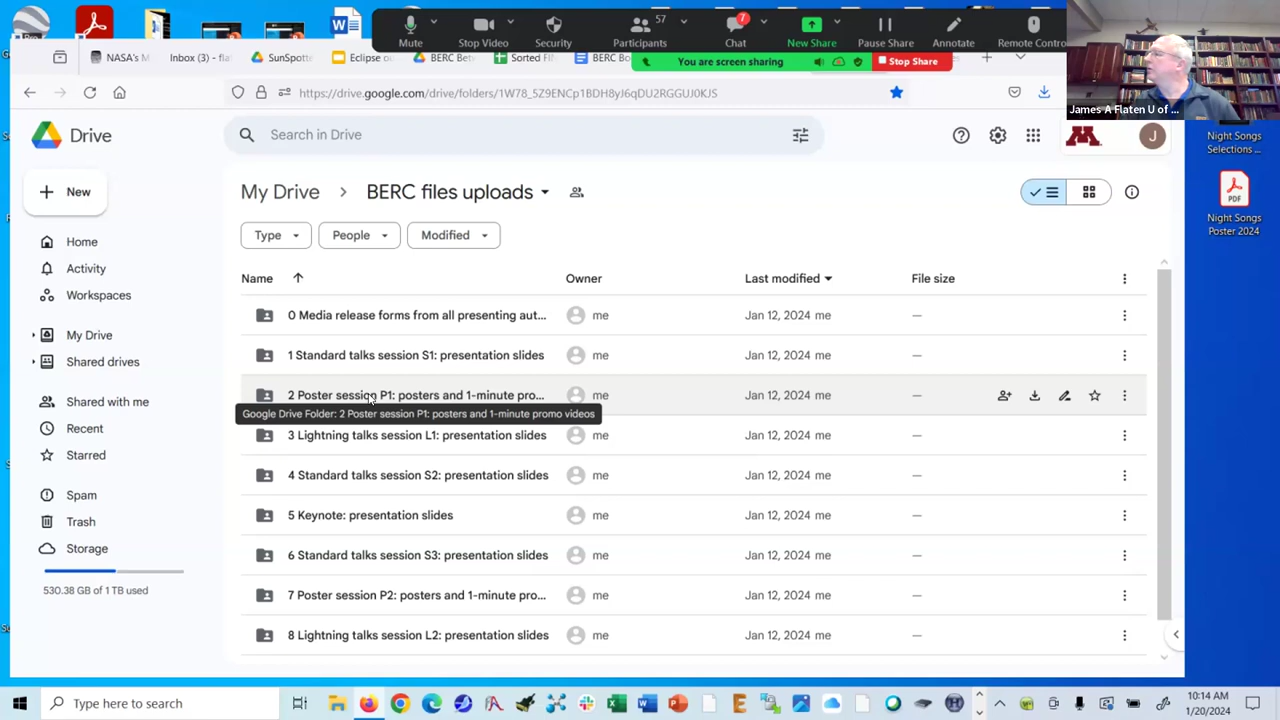 57
7
Mute
Stop Video
Security
Participants
Chat
New Share
Pause Share
Annotate
Remote Contro
NASA's M
Inbox (3) - fla
SunSpotte
Eclipse o
BERC Bet
Sorted FI
BERC Bo
You are screen sharing
Stop Share
https://drive.google.com/drive/folders/1W78_5Z9ENCp1BDH8yJ6qDU2RGGUJ0KJS
James A Flaten U of ...
Drive
Search in Drive
J
Night Songs
Selections ...
PDF
Night Songs
Poster 2024
New
My Drive
BERC files uploads
Type
People
Modified
Home
Activity
Workspaces
My Drive
Shared drives
Shared with me
Recent
Starred
Spam
Trash
Storage
530.38 GB of 1 TB used
Name Owner Last modified File size
0 Media release forms from all presenting aut... me Jan 12, 2024 me —
1 Standard talks session S1: presentation slides me Jan 12, 2024 me —
2 Poster session P1: posters and 1-minute pro... me Jan 12, 2024 me —
Google Drive Folder: 2 Poster session P1: posters and 1-minute promo videos
3 Lightning talks session L1: presentation slides me Jan 12, 2024 me —
4 Standard talks session S2: presentation slides me Jan 12, 2024 me —
5 Keynote: presentation slides me Jan 12, 2024 me —
6 Standard talks session S3: presentation slides me Jan 12, 2024 me —
7 Poster session P2: posters and 1-minute pro... me Jan 12, 2024 me —
8 Lightning talks session L2: presentation slides me Jan 12, 2024 me —
Type here to search
10:14 AM
1/20/2024